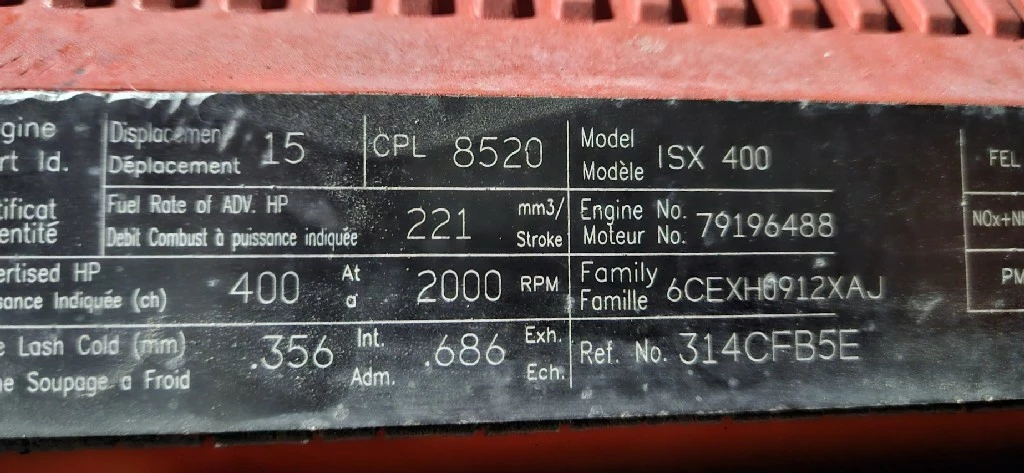 gine
rt Id.
Displacement 15
Déplacement
CPL 8520
Model ISX 400
Modèle
FEL
tificat
entité
Fuel Rate of ADV. HP
Debit Combust à puissance indiquée
221 mm3/
Stroke
Engine No. 79196488
Moteur No.
NOx+N
ertised HP
sance Indiquée (ch)
400 At
a
2000 RPM
Family 6CEXH0912XAJ
Famille
PM
e Lash Cold (mm)
ne Soupage a Froid
.356 Int.
Adm.
.686 Exh.
Ech.
Ref. No. 314CFB5E